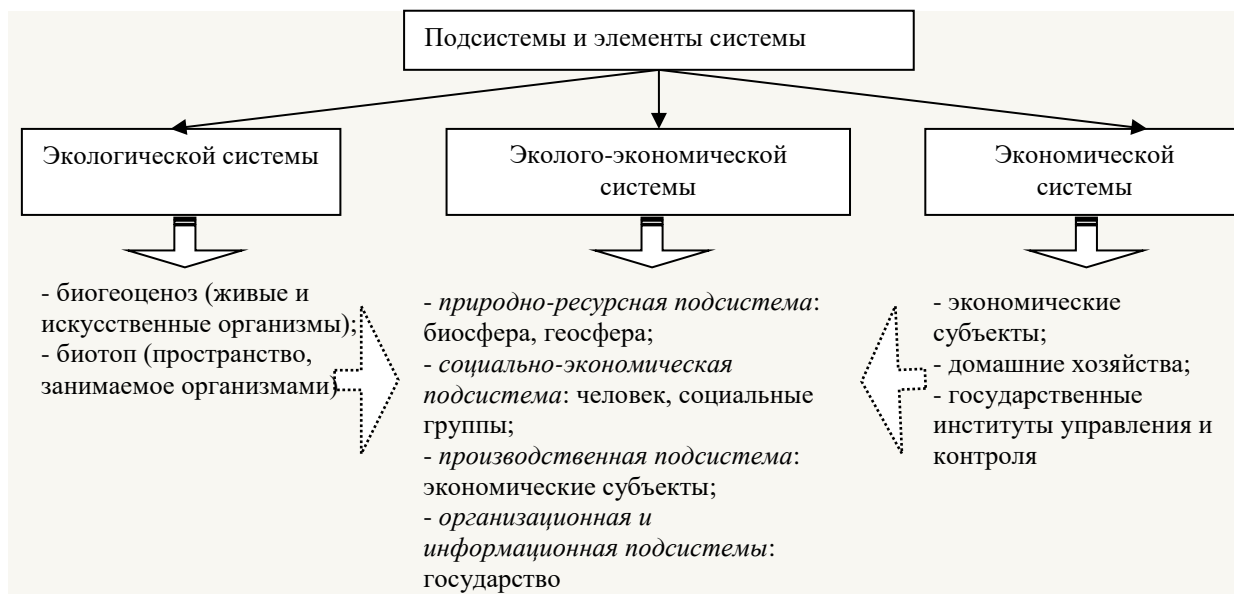 Подсистемы и элементы системы
Экологической системы
Эколого-экономической
системы
Экономической
системы
- биогеоценоз (живые и
искусственные организмы);
- биотоп (пространство,
занимаемое организмами)
- природно-ресурсная подсистема:
биосфера, геосфера;
- социально-экономическая
подсистема: человек, социальные
группы;
- производственная подсистема:
экономические субъекты;
- организационная и
информационная подсистемы:
государство
- экономические
субъекты;
- домашние хозяйства;
- государственные
институты управления и
контроля